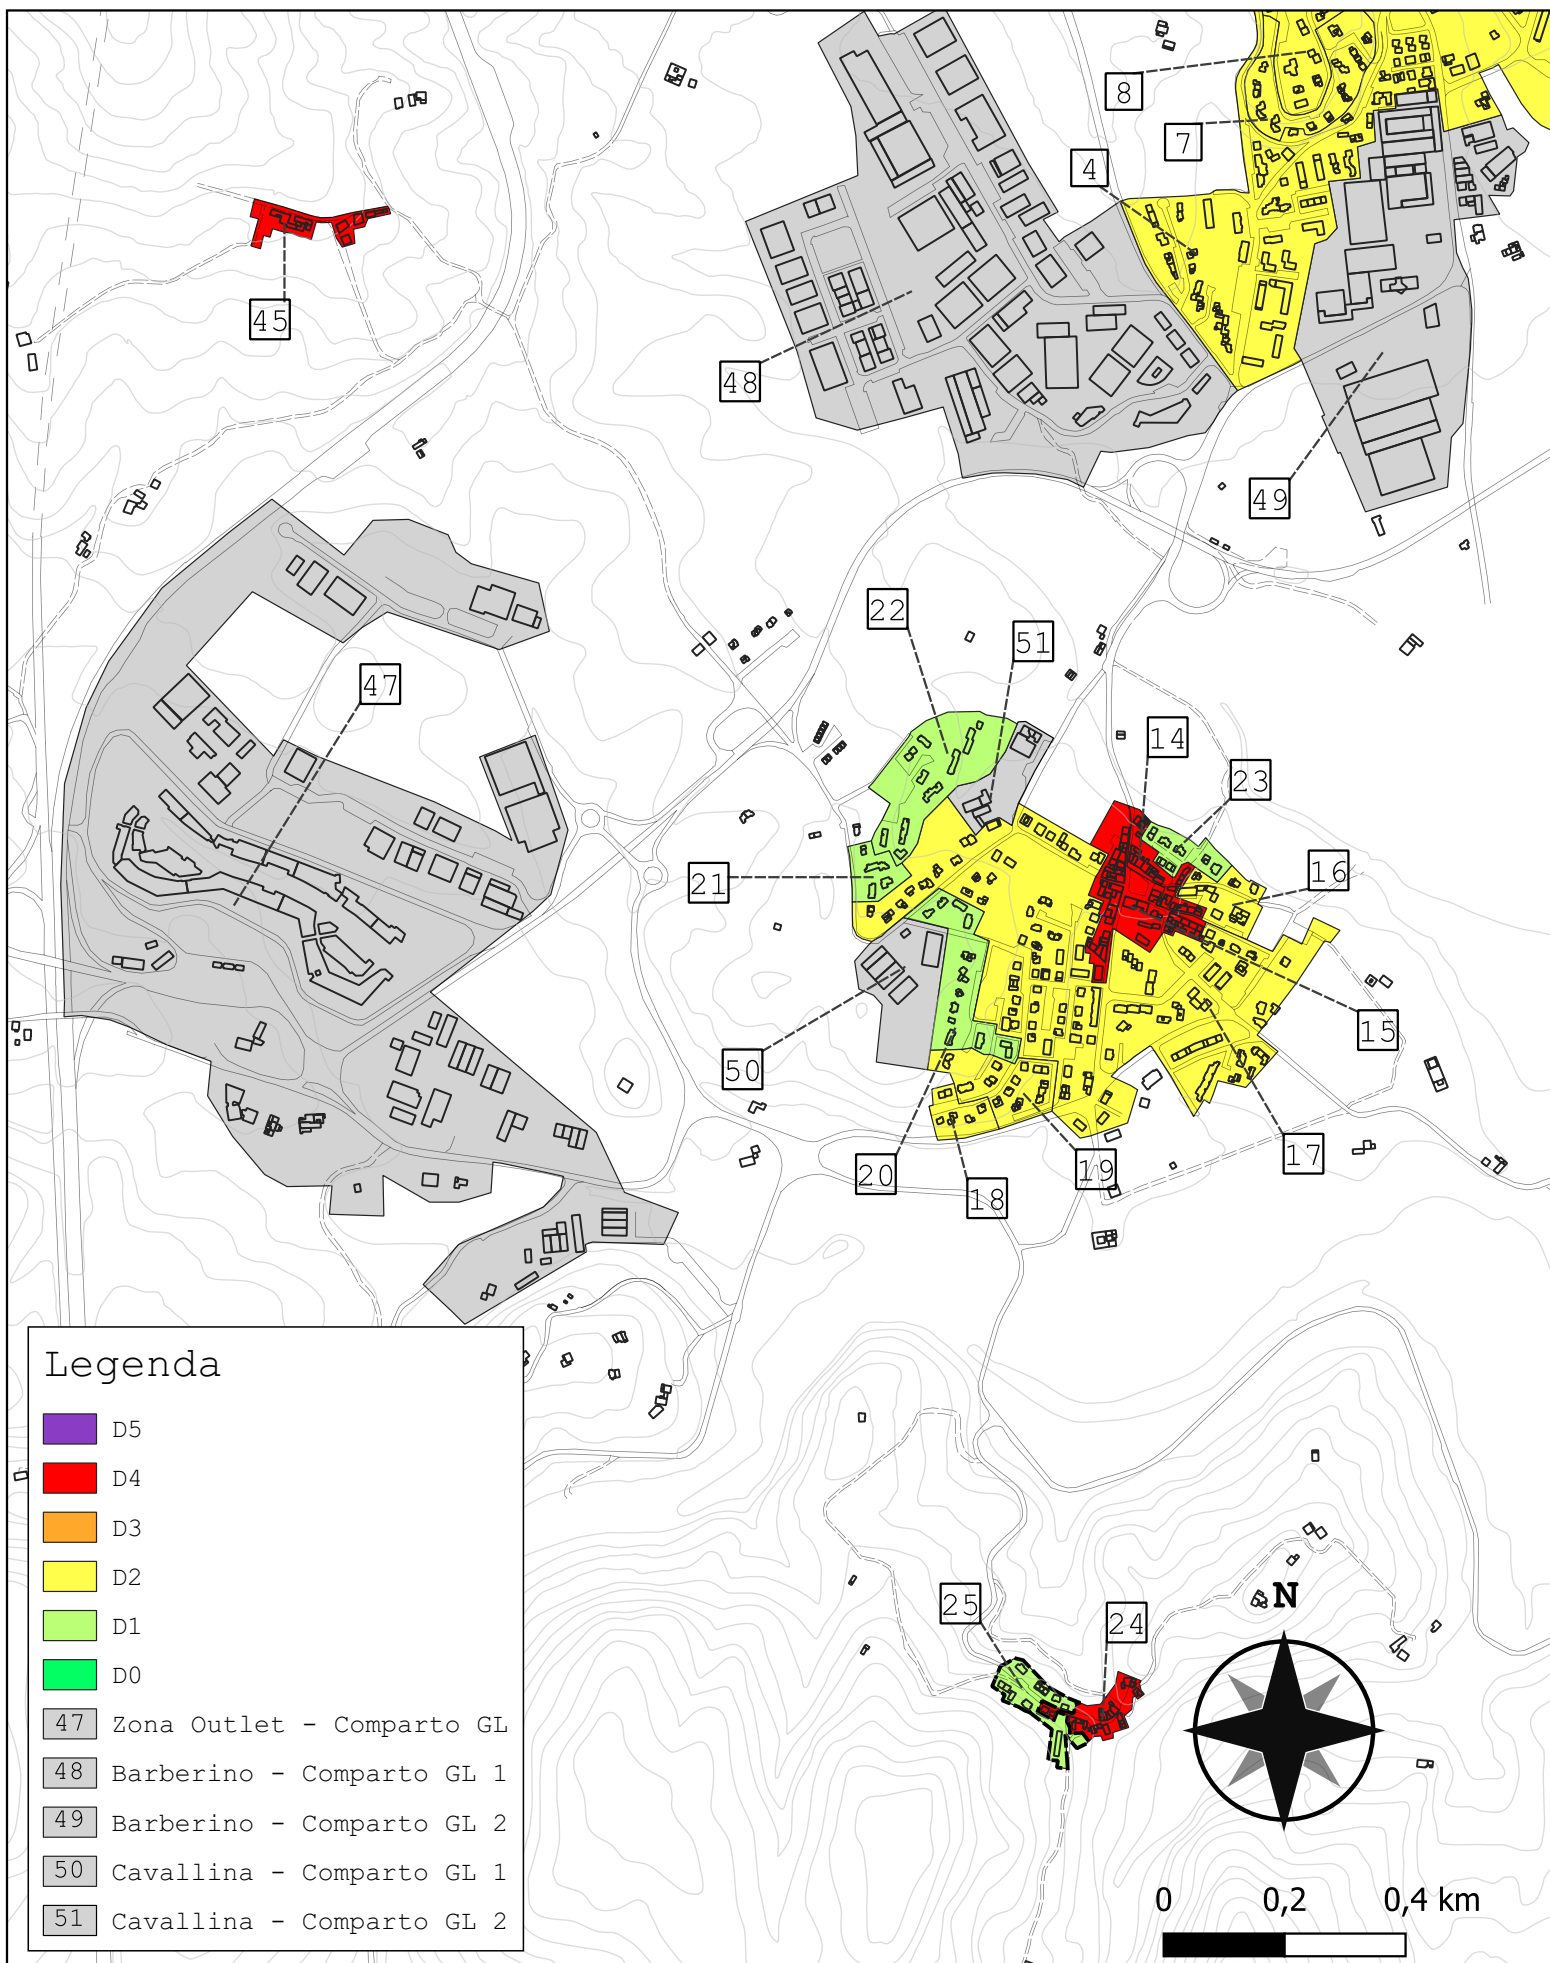 8
7
4
45
48
49
22
51
47
14
23
16
21
15
50
17
20
19
18
25
24
N
Legenda
D5
D4
D3
D2
D1
D0
47 Zona Outlet - Comparto GL
48 Barberino - Comparto GL 1
49 Barberino - Comparto GL 2
50 Cavallina - Comparto GL 1
51 Cavallina - Comparto GL 2
0 0,2 0,4 km